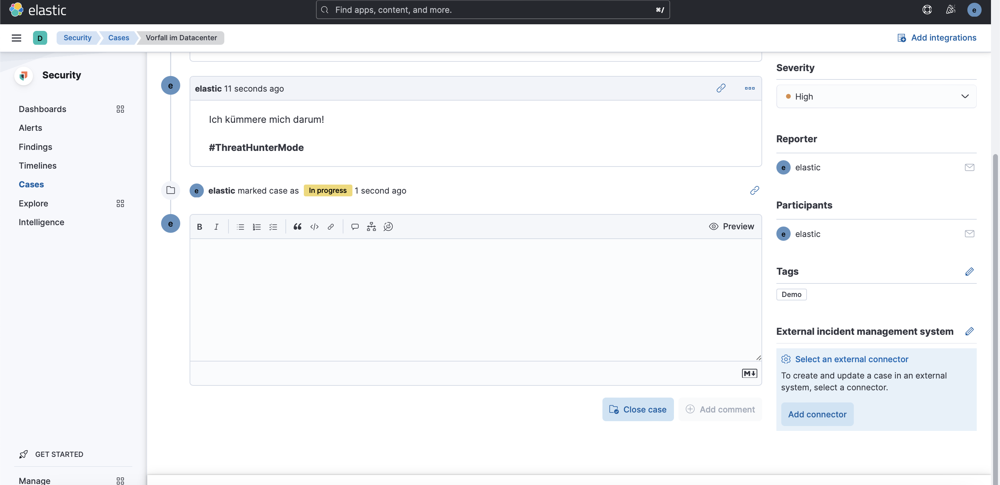 elastic
Find apps, content, and more.
⌘/
e
D
Security
Cases
Vorfall im Datacenter
Add integrations
Security
Dashboards
Alerts
Findings
Timelines
Cases
Explore
Intelligence
GET STARTED
Manage
e
elastic 11 seconds ago
Ich kümmere mich darum!
#ThreatHunterMode
e
elastic marked case as In progress 1 second ago
e
B I
Preview
M↓
Close case
Add comment
Severity
High
Reporter
e
elastic
Participants
e
elastic
Tags
Demo
External incident management system
Select an external connector
To create and update a case in an external
system, select a connector.
Add connector